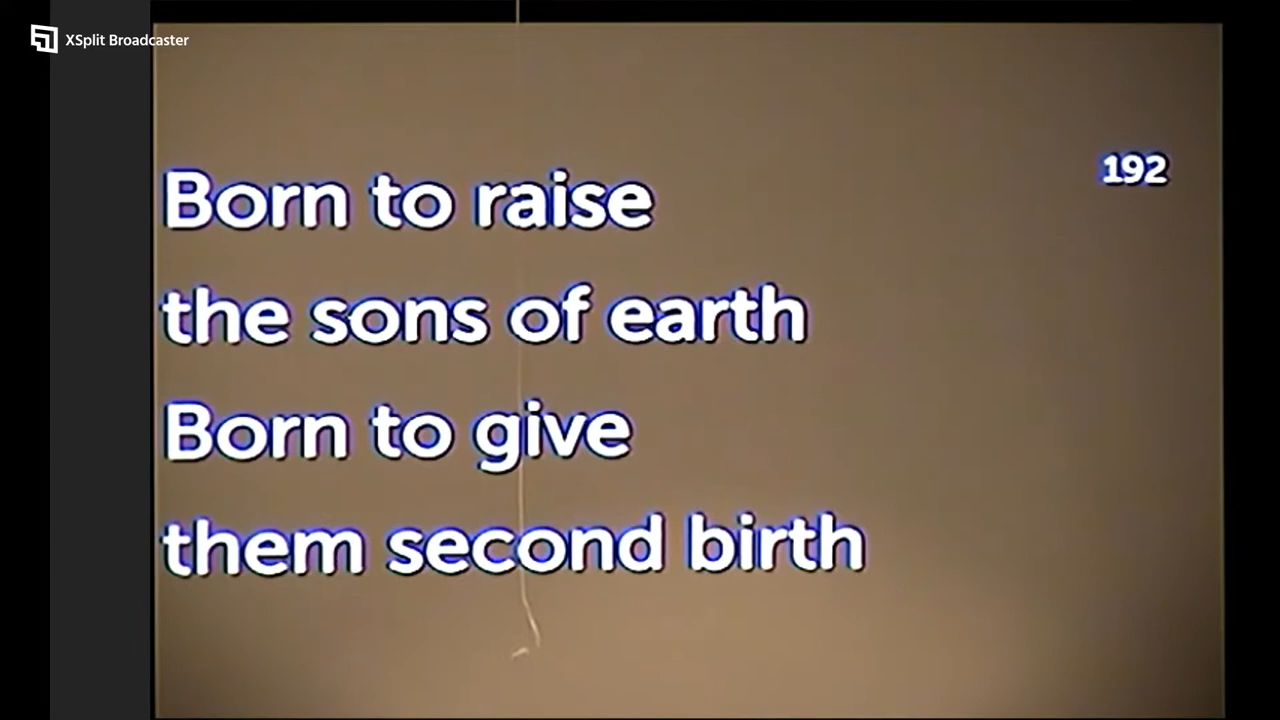 XSplit Broadcaster
192
Born to raise
the sons of earth
Born to give
them second birth